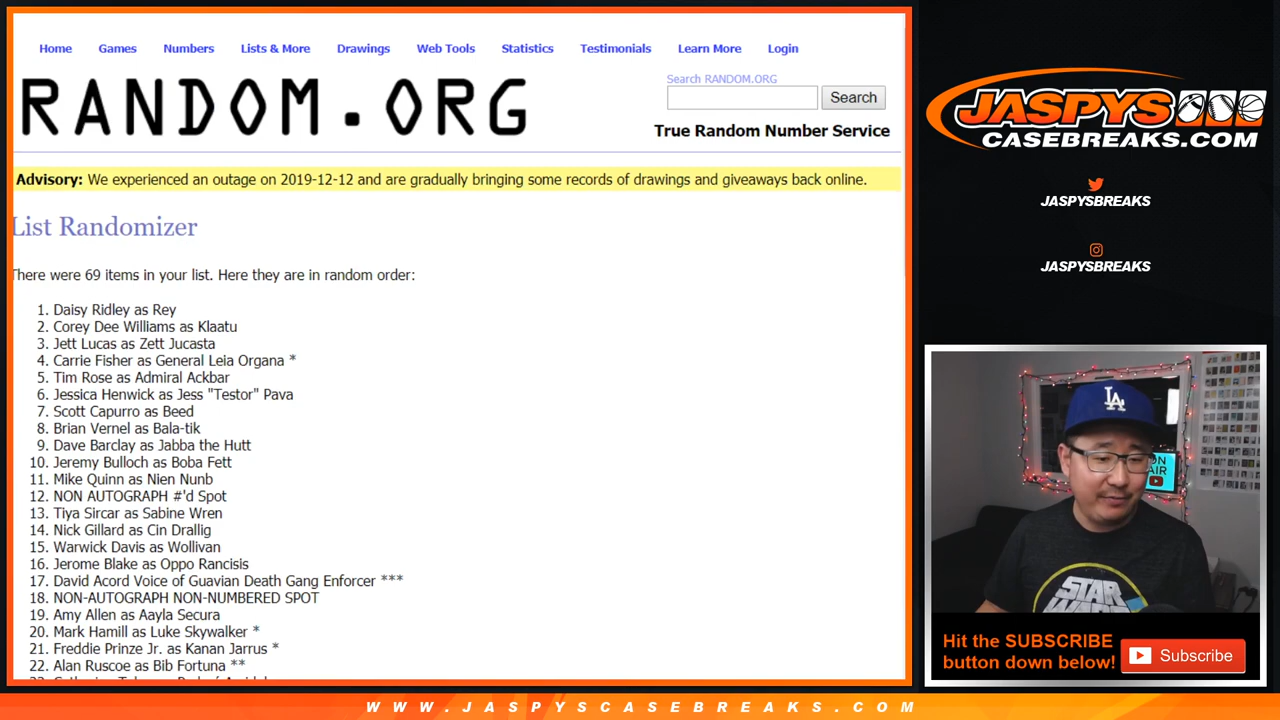 Home Games Numbers Lists & More Drawings Web Tools Statistics Testimonials Learn More Login
RANDOM.ORG
Search RANDOM.ORG
Search
True Random Number Service
Advisory: We experienced an outage on 2019-12-12 and are gradually bringing some records of drawings and giveaways back online.
List Randomizer
There were 69 items in your list. Here they are in random order:
1. Daisy Ridley as Rey
2. Corey Dee Williams as Klaatu
3. Jett Lucas as Zett Jucasta
4. Carrie Fisher as General Leia Organa *
5. Tim Rose as Admiral Ackbar
6. Jessica Henwick as Jess "Testor" Pava
7. Scott Capurro as Beed
8. Brian Vernel as Bala-tik
9. Dave Barclay as Jabba the Hutt
10. Jeremy Bulloch as Boba Fett
11. Mike Quinn as Nien Nunb
12. NON AUTOGRAPH #'d Spot
13. Tiya Sircar as Sabine Wren
14. Nick Gillard as Cin Drallig
15. Warwick Davis as Wollivan
16. Jerome Blake as Oppo Rancisis
17. David Acord Voice of Guavian Death Gang Enforcer ***
18. NON-AUTOGRAPH NON-NUMBERED SPOT
19. Amy Allen as Aayla Secura
20. Mark Hamill as Luke Skywalker *
21. Freddie Prinze Jr. as Kanan Jarrus *
22. Alan Ruscoe as Bib Fortuna **
JASPYS
CASEBREAKS.COM
JASPYSBREAKS
JASPYSBREAKS
LA
ON
AIR
STAR
Hit the SUBSCRIBE
button down below!
Subscribe
WWW.JASPYSCASEBREAKS.COM